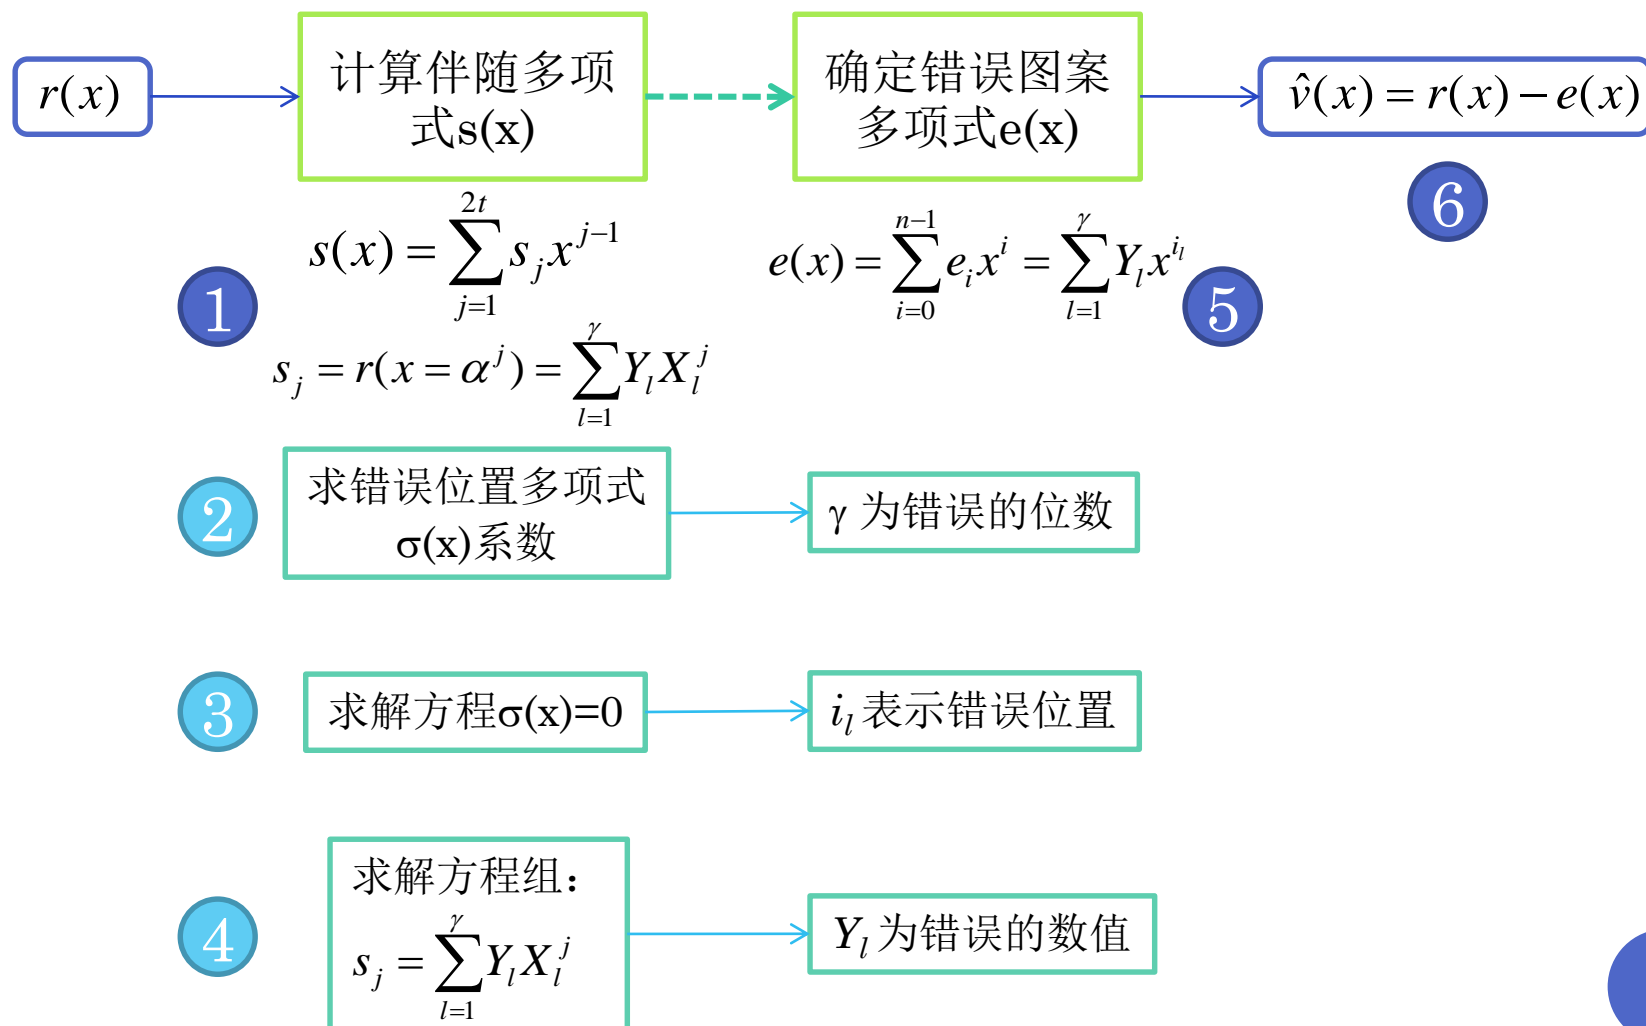 r(x)
计算伴随多项
式s(x)
确定错误图案
多项式e(x)
v̂(x) = r(x) − e(x)
6
1
s(x) = ∑_{j=1}^{2t} s_j x^{j−1}
e(x) = ∑_{i=0}^{n−1} e_i x^i = ∑_{l=1}^{γ} Y_l x^{i_l}
5
s_j = r(x = α^j) = ∑_{l=1}^{γ} Y_l X_l^j
2
求错误位置多项式
σ(x)系数
γ 为错误的位数
3
求解方程σ(x)=0
i_l 表示错误位置
4
求解方程组：
s_j = ∑_{l=1}^{γ} Y_l X_l^j
Y_l 为错误的数值